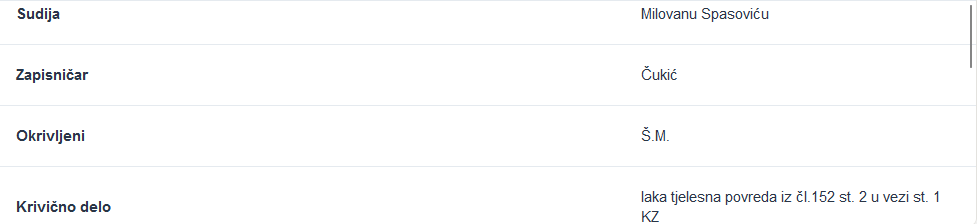 Sudija Milovanu Spasoviću
Zapisničar Čukić
Okrivljeni Š.M.
Krivično delo laka tjelesna povreda iz čl.152 st. 2 u vezi st. 1
KZ